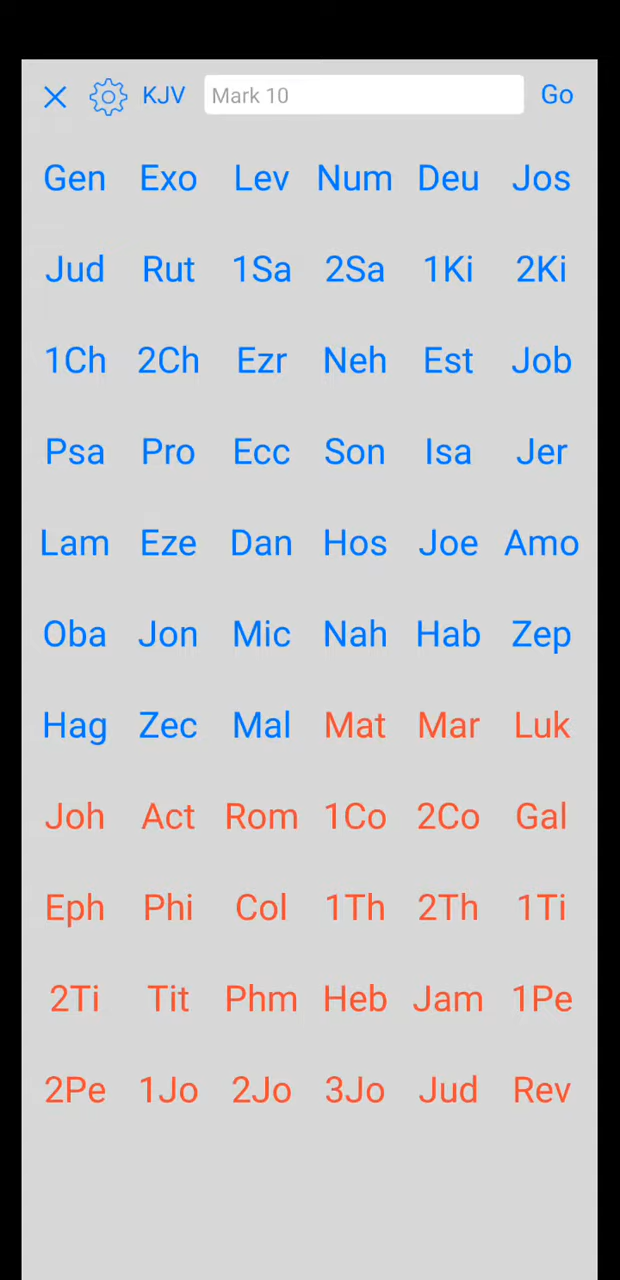 KJV Mark 10 Go
Gen Exo Lev Num Deu Jos
Jud Rut 1Sa 2Sa 1Ki 2Ki
1Ch 2Ch Ezr Neh Est Job
Psa Pro Ecc Son Isa Jer
Lam Eze Dan Hos Joe Amo
Oba Jon Mic Nah Hab Zep
Hag Zec Mal Mat Mar Luk
Joh Act Rom 1Co 2Co Gal
Eph Phi Col 1Th 2Th 1Ti
2Ti Tit Phm Heb Jam 1Pe
2Pe 1Jo 2Jo 3Jo Jud Rev